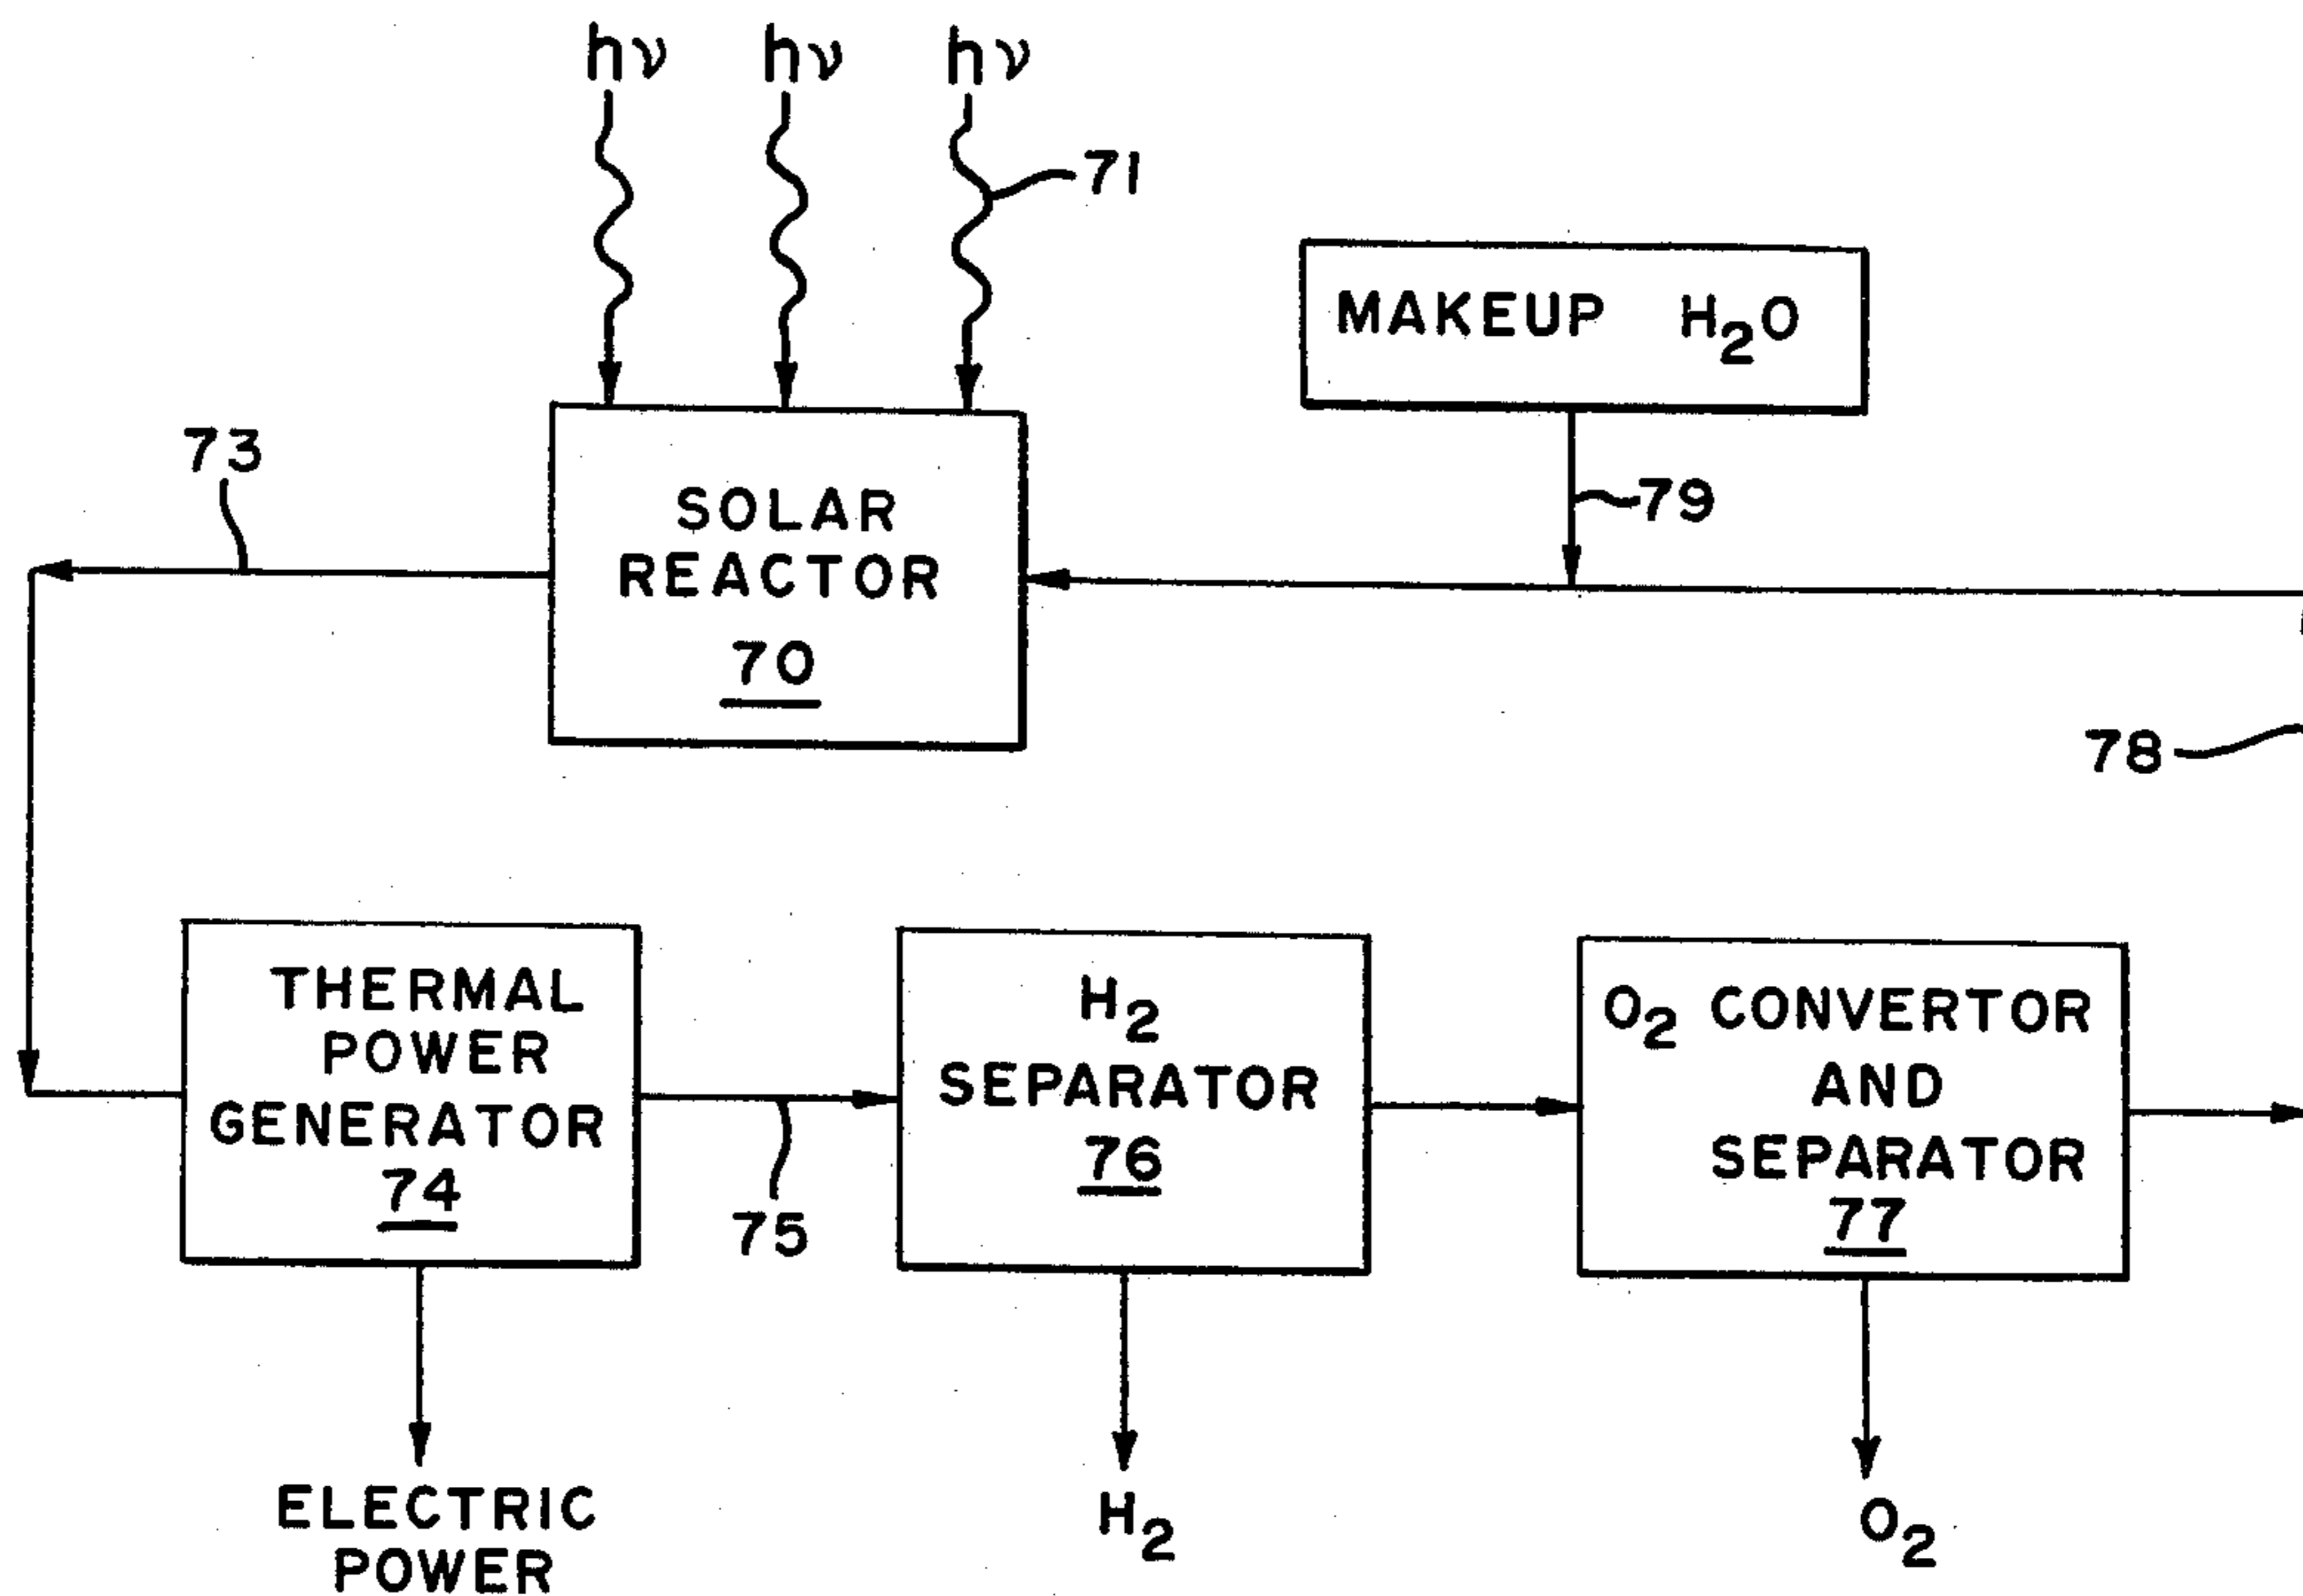 hν hν hν
71
MAKEUP H₂O
73
79
SOLAR
REACTOR
70
78
THERMAL
POWER
GENERATOR
74
75
H₂
SEPARATOR
76
O₂ CONVERTOR
AND
SEPARATOR
77
ELECTRIC
POWER
H₂
O₂